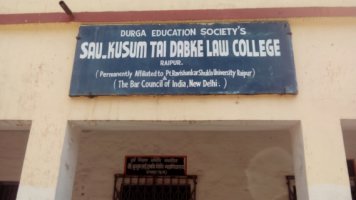 DURGA EDUCATION SOCIETY'S
SAU. KUSUM TAI DABKE LAW COLLEGE
RAIPUR.
(Permanently Affiliated to Pt.Ravishankar Shukla University Raipur)
&
(The Bar Council of India, New Delhi.)